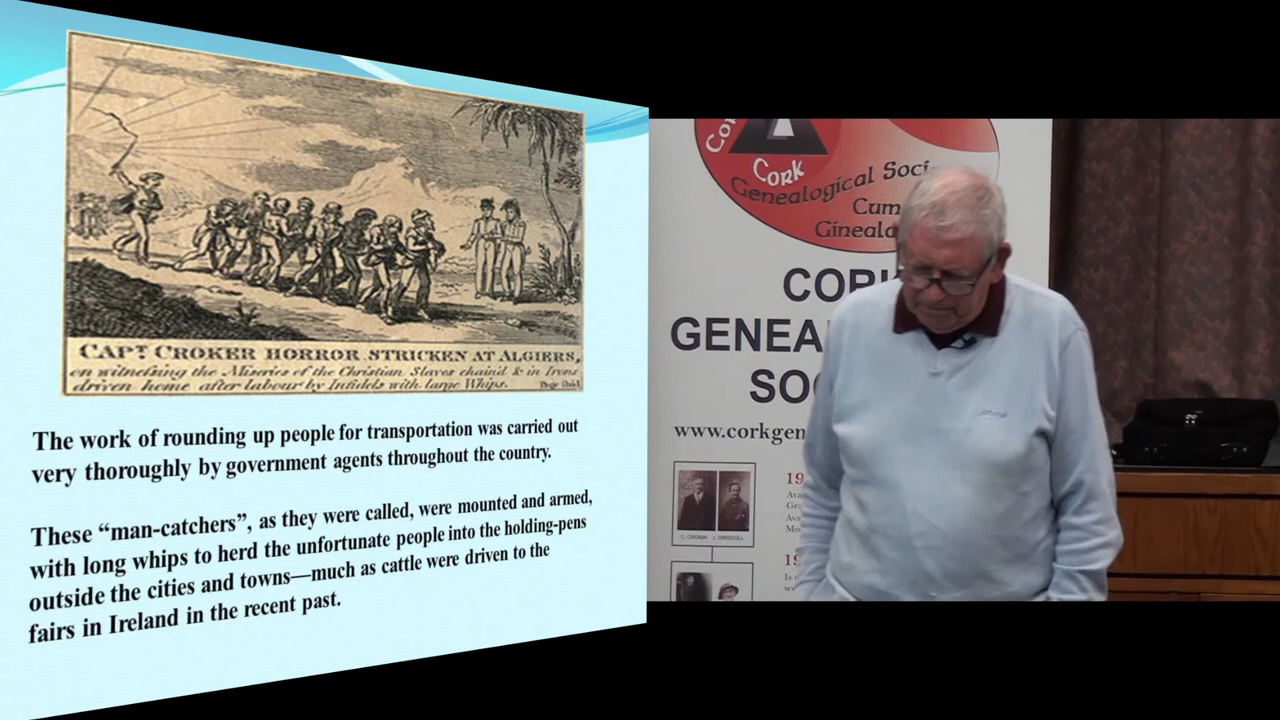 CAPT. CROKER HORROR STRICKEN AT ALGIERS,
on witnessing the Miseries of the Christian Slaves chain'd & in Irons
driven home after labour by Infidels with large Whips.
The work of rounding up people for transportation was carried out
very thoroughly by government agents throughout the country.
These “man-catchers”, as they were called, were mounted and armed,
with long whips to herd the unfortunate people into the holding-pens
outside the cities and towns—much as cattle were driven to the
fairs in Ireland in the recent past.
Cork
Genealogical Soci
Cum
Gineala
CORK
GENEA
SO
www.corkgen
19
C. CRONIN J. DRISCOLL
19